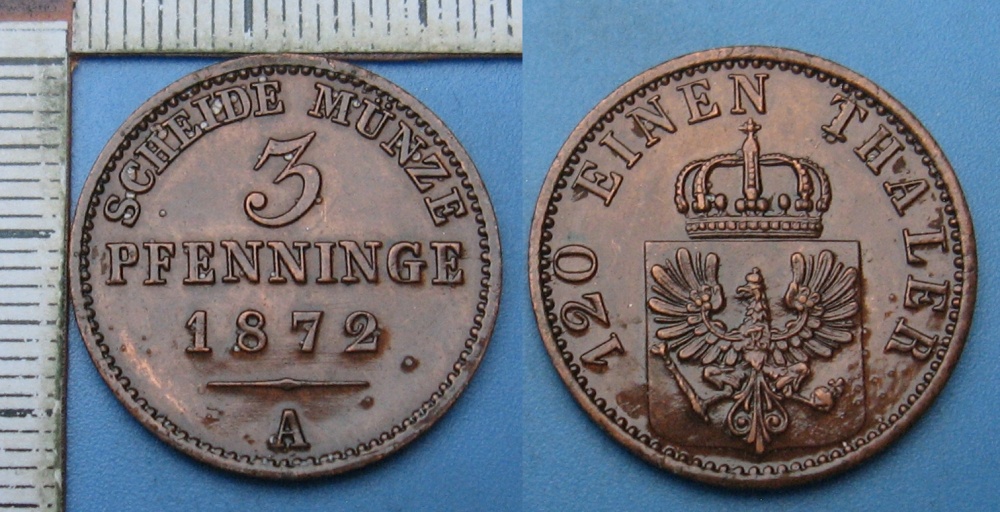 SCHEIDE MÜNZE
3
PFENNINGE
1872
A
120 EINEN THALER